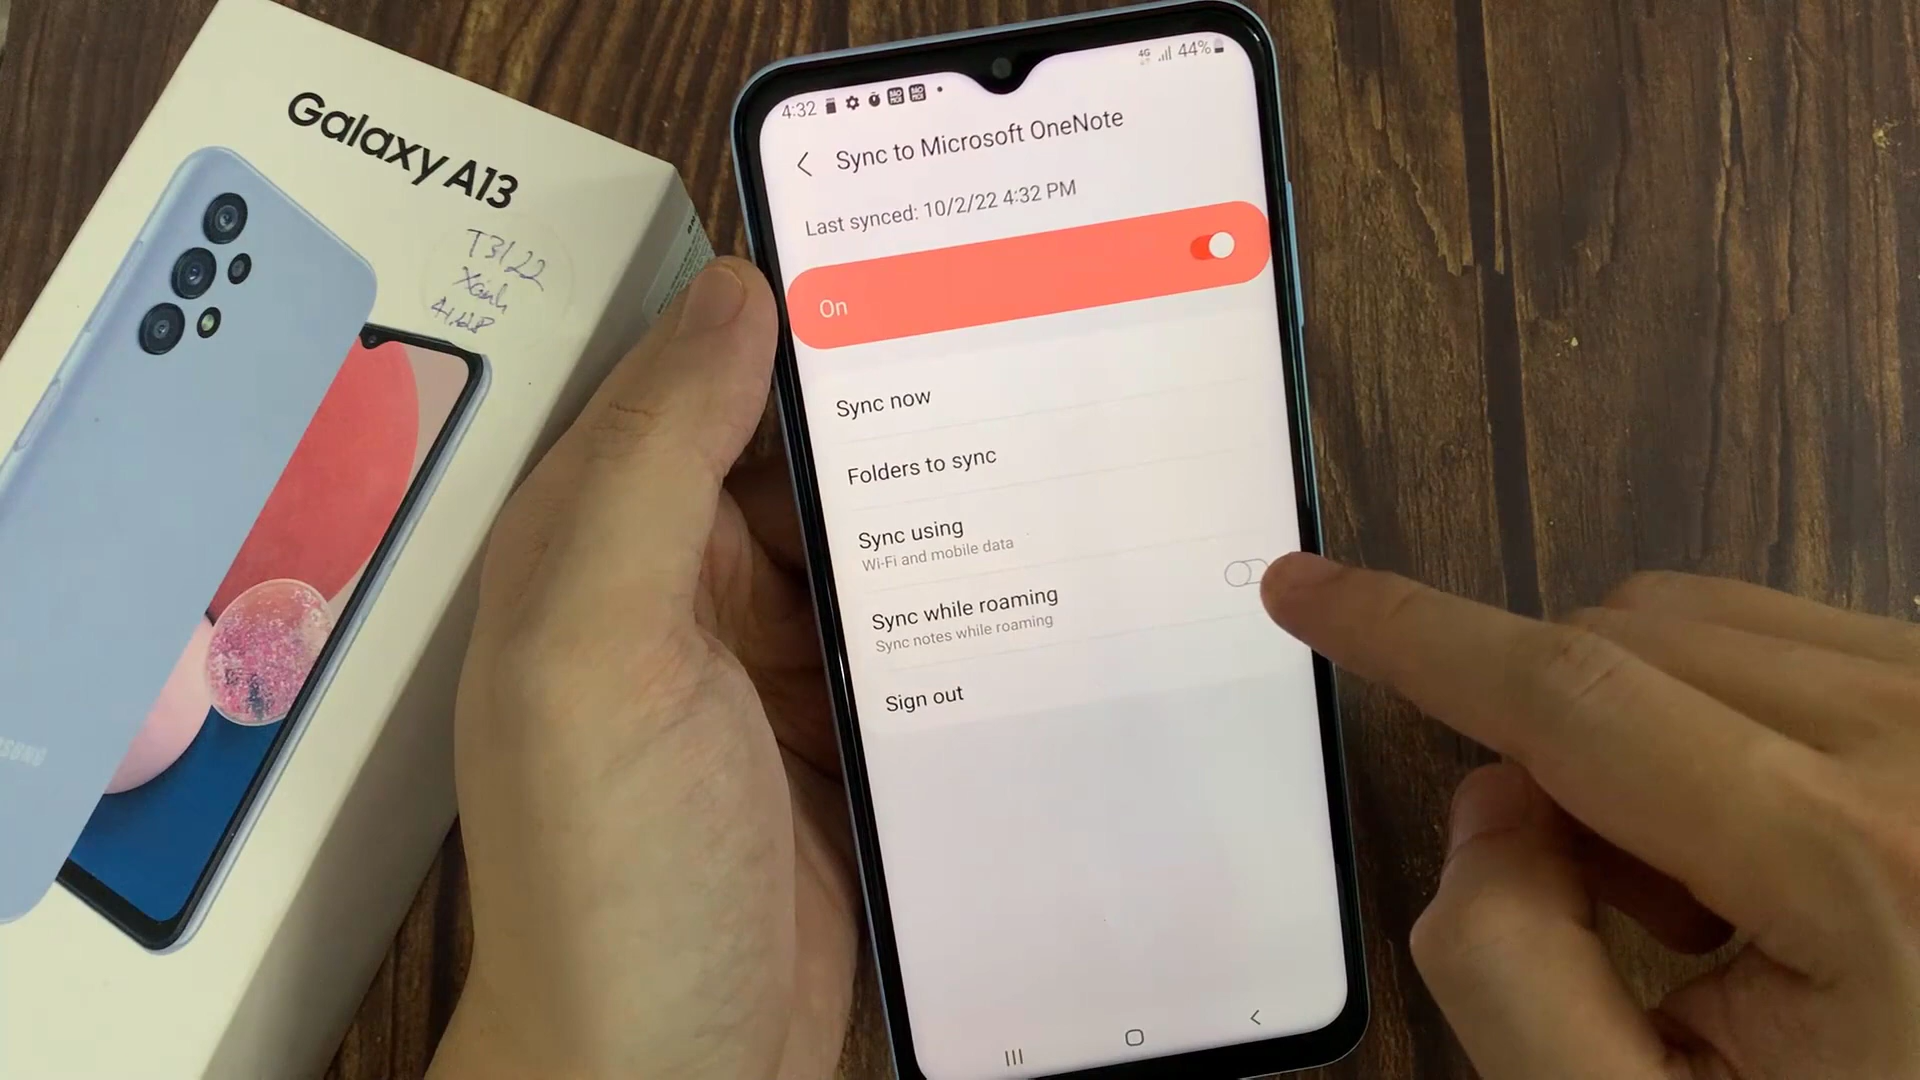 Galaxy A13
T3/22
Xanh
4:32
4G
44%
Sync to Microsoft OneNote
Last synced: 10/2/22 4:32 PM
On
Sync now
Folders to sync
Sync using
Wi-Fi and mobile data
Sync while roaming
Sync notes while roaming
Sign out